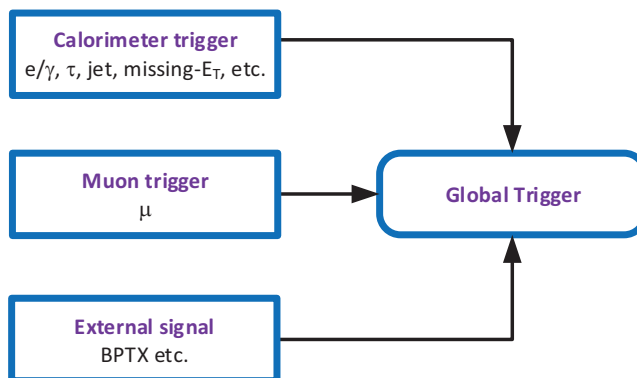 Calorimeter trigger
e/γ, τ, jet, missing-E_T, etc.
Muon trigger
μ
Global Trigger
External signal
BPTX etc.